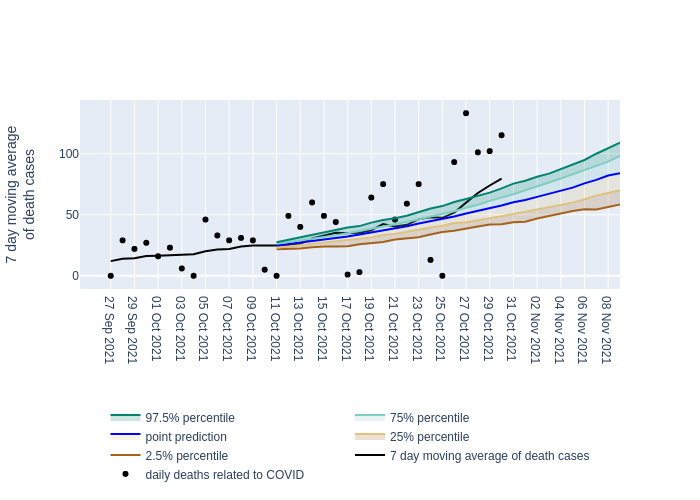 7 day moving average
of death cases
100
50
0
27 Sep 2021
29 Sep 2021
01 Oct 2021
03 Oct 2021
05 Oct 2021
07 Oct 2021
09 Oct 2021
11 Oct 2021
13 Oct 2021
15 Oct 2021
17 Oct 2021
19 Oct 2021
21 Oct 2021
23 Oct 2021
25 Oct 2021
27 Oct 2021
29 Oct 2021
31 Oct 2021
02 Nov 2021
04 Nov 2021
06 Nov 2021
08 Nov 2021
97.5% percentile
75% percentile
point prediction
25% percentile
2.5% percentile
7 day moving average of death cases
daily deaths related to COVID